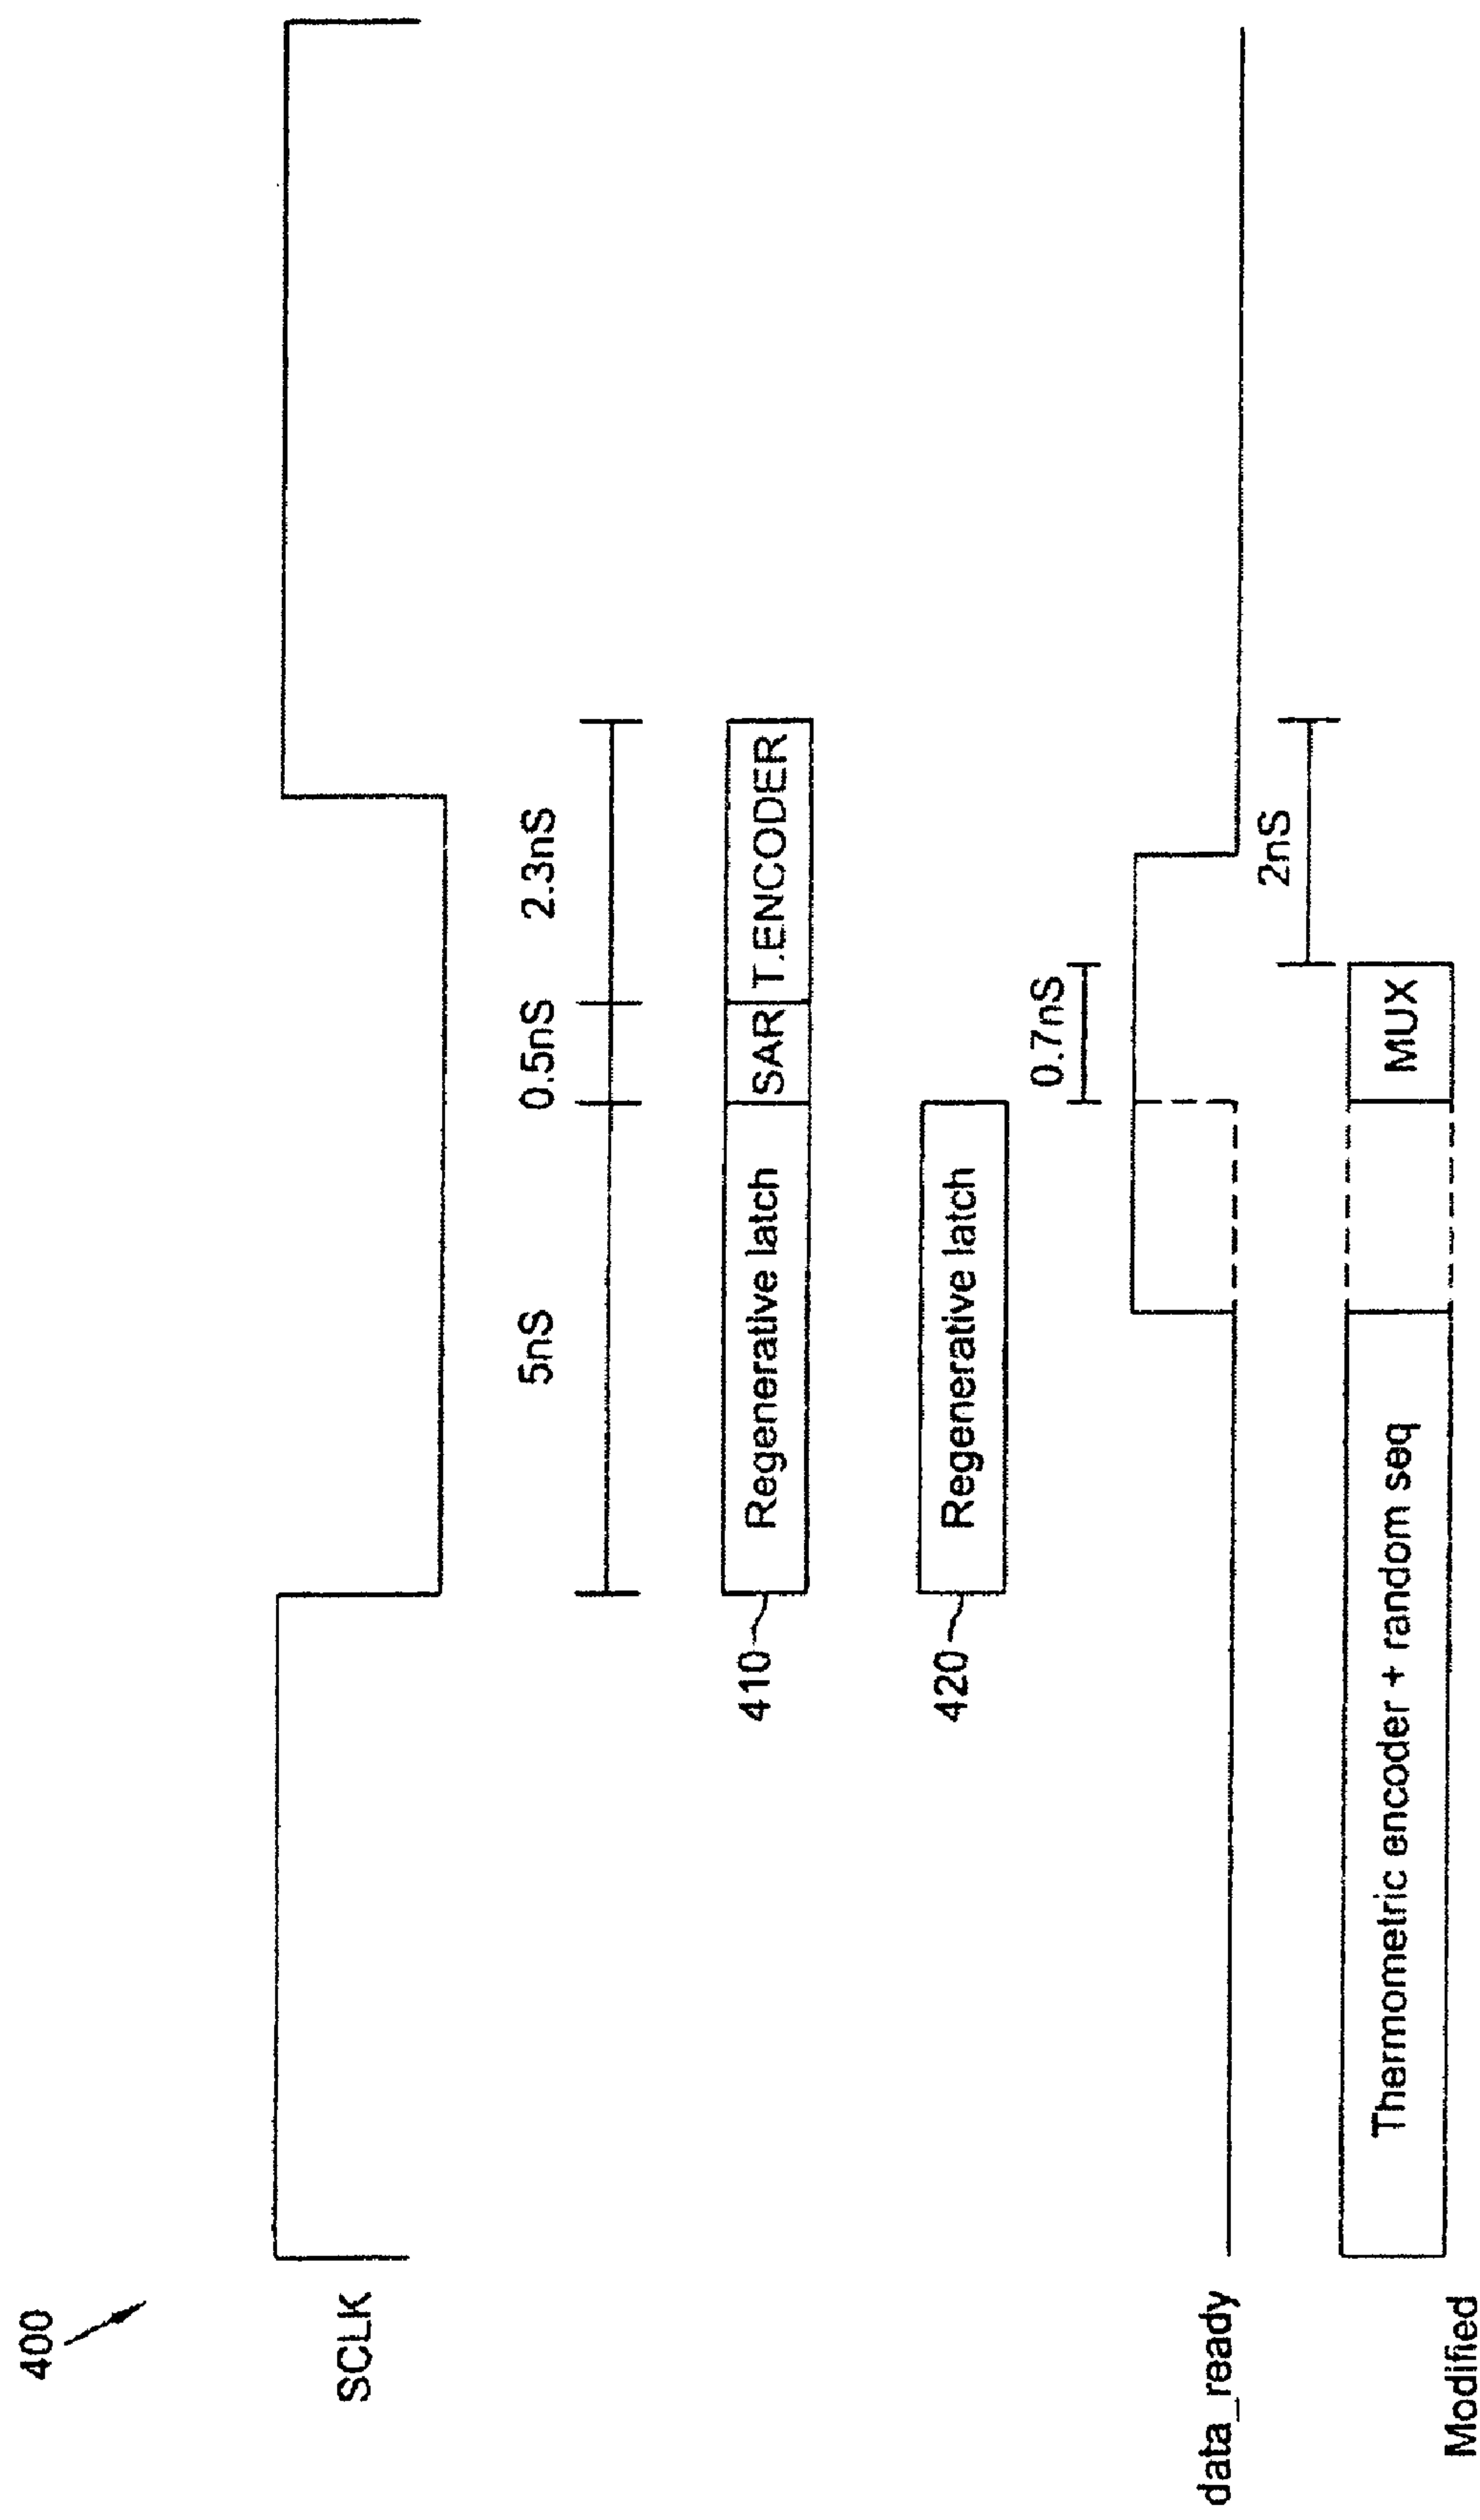 400
SCLK
5nS
0.5nS
2.3nS
410
Regenerative latch
SAR
T.ENCODER
420
Regenerative latch
0.7nS
data_ready
2nS
Modified
Thermometric encoder + random seq
MUX